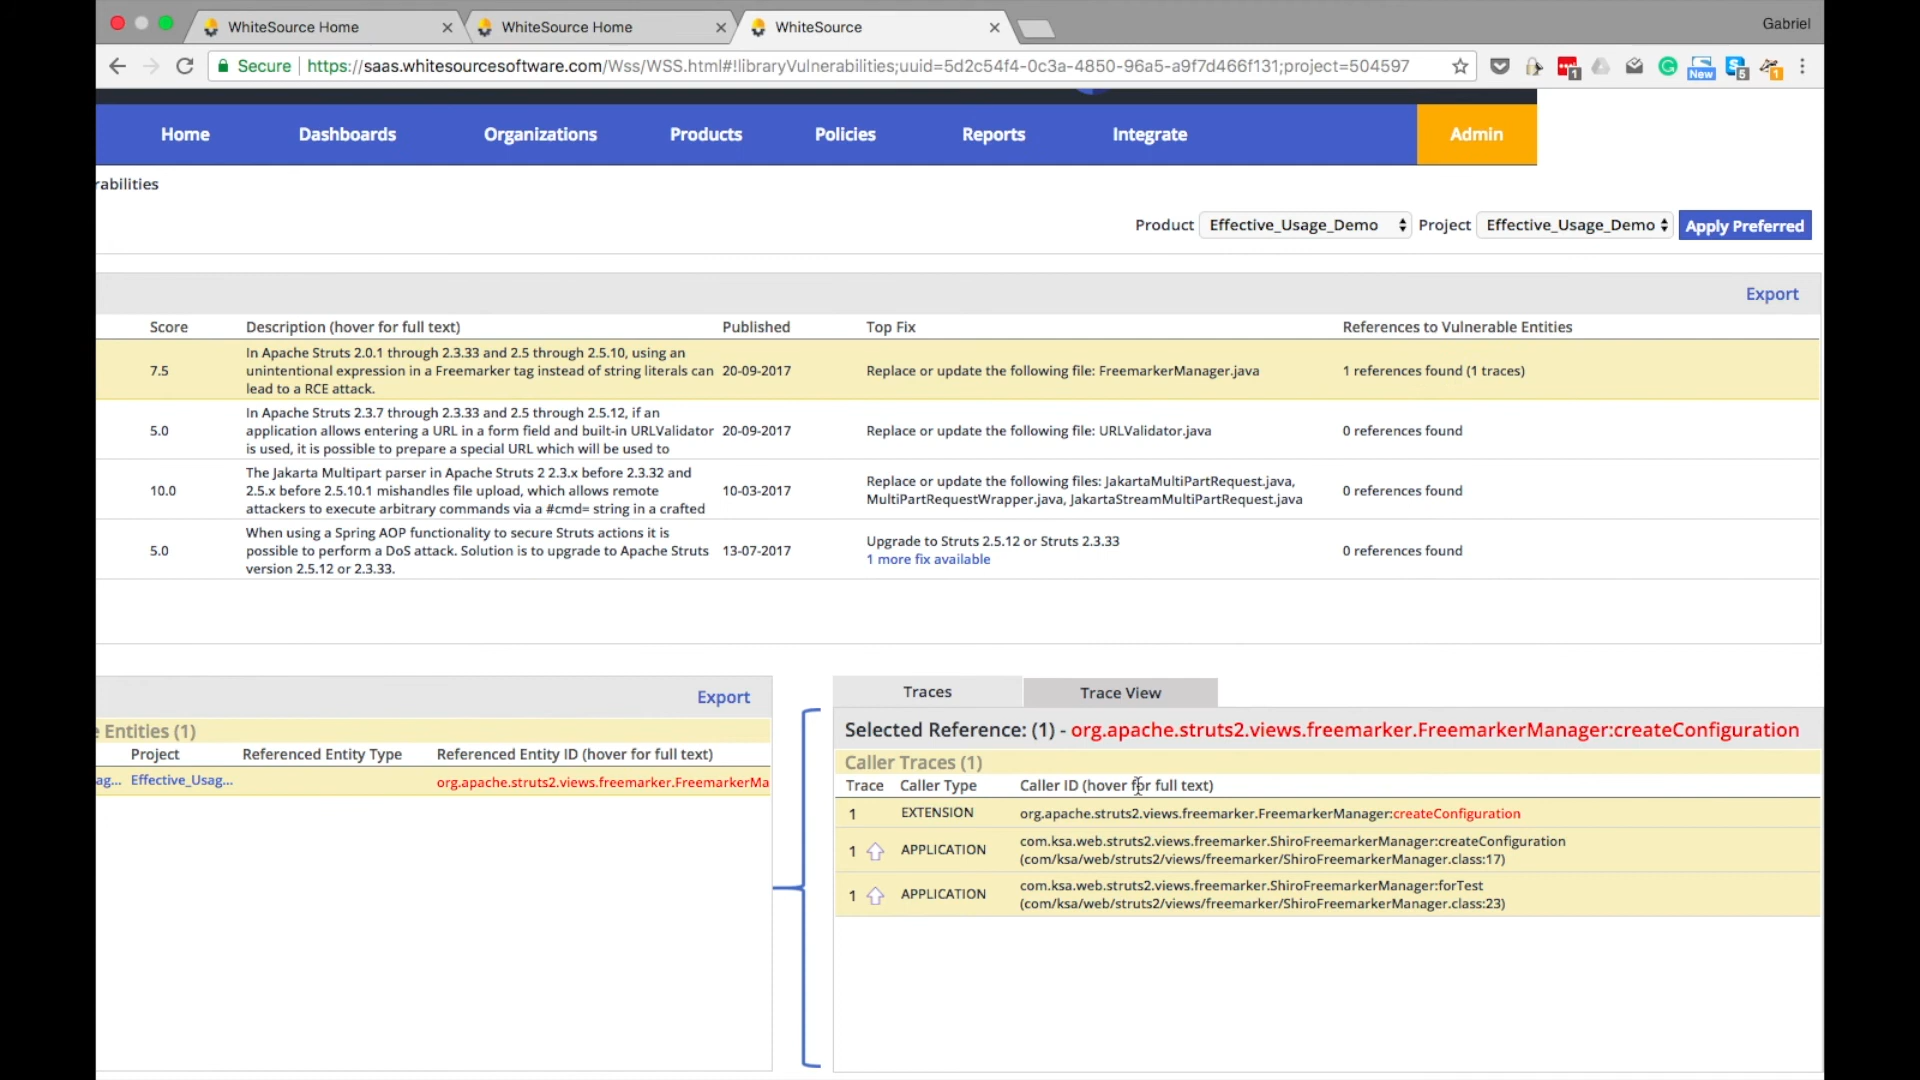 WhiteSource Home
WhiteSource Home
WhiteSource
Gabriel
Secure
https://saas.whitesourcesoftware.com/Wss/WSS.html#!libraryVulnerabilities;uuid=5d2c54f4-0c3a-4850-96a5-a9f7d466f131;project=504597
1
New
5
1
Home
Dashboards
Organizations
Products
Policies
Reports
Integrate
Admin
rabilities
Product Effective_Usage_Demo Project Effective_Usage_Demo Apply Preferred
Export
Score Description (hover for full text) Published Top Fix References to Vulnerable Entities
7.5
In Apache Struts 2.0.1 through 2.3.33 and 2.5 through 2.5.10, using an
unintentional expression in a Freemarker tag instead of string literals can
lead to a RCE attack.
20-09-2017
Replace or update the following file: FreemarkerManager.java
1 references found (1 traces)
5.0
In Apache Struts 2.3.7 through 2.3.33 and 2.5 through 2.5.12, if an
application allows entering a URL in a form field and built-in URLValidator
is used, it is possible to prepare a special URL which will be used to
20-09-2017
Replace or update the following file: URLValidator.java
0 references found
10.0
The Jakarta Multipart parser in Apache Struts 2 2.3.x before 2.3.32 and
2.5.x before 2.5.10.1 mishandles file upload, which allows remote
attackers to execute arbitrary commands via a #cmd= string in a crafted
10-03-2017
Replace or update the following files: JakartaMultiPartRequest.java,
MultiPartRequestWrapper.java, JakartaStreamMultiPartRequest.java
0 references found
5.0
When using a Spring AOP functionality to secure Struts actions it is
possible to perform a DoS attack. Solution is to upgrade to Apache Struts
version 2.5.12 or 2.3.33.
13-07-2017
Upgrade to Struts 2.5.12 or Struts 2.3.33
1 more fix available
0 references found
Export
e Entities (1)
Project Referenced Entity Type Referenced Entity ID (hover for full text)
ag... Effective_Usag... org.apache.struts2.views.freemarker.FreemarkerMa
Traces
Trace View
Selected Reference: (1) - org.apache.struts2.views.freemarker.FreemarkerManager:createConfiguration
Caller Traces (1)
Trace Caller Type Caller ID (hover for full text)
1 EXTENSION org.apache.struts2.views.freemarker.FreemarkerManager:createConfiguration
1 APPLICATION com.ksa.web.struts2.views.freemarker.ShiroFreemarkerManager:createConfiguration
(com/ksa/web/struts2/views/freemarker/ShiroFreemarkerManager.class:17)
1 APPLICATION com.ksa.web.struts2.views.freemarker.ShiroFreemarkerManager:forTest
(com/ksa/web/struts2/views/freemarker/ShiroFreemarkerManager.class:23)